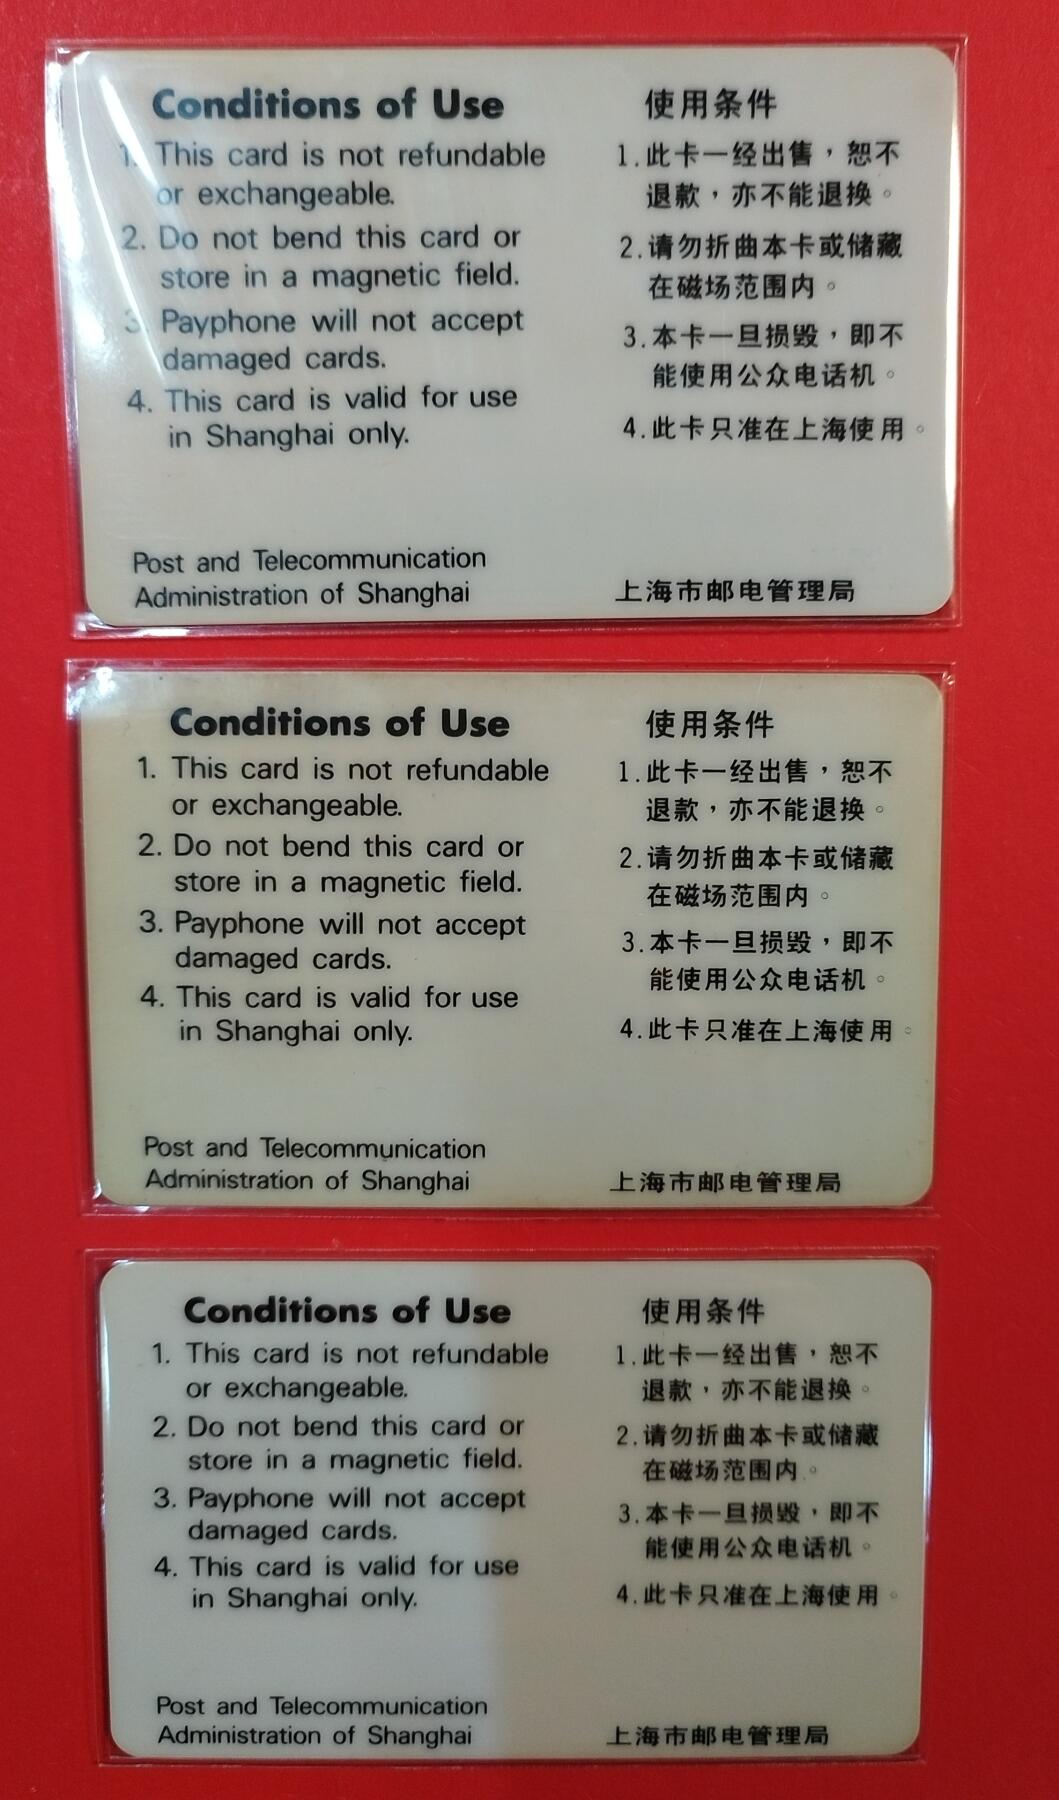 Conditions of Use
1. This card is not refundable
or exchangeable.
2. Do not bend this card or
store in a magnetic field.
3. Payphone will not accept
damaged cards.
4. This card is valid for use
in Shanghai only.
Post and Telecommunication
Administration of Shanghai
使用条件
1.此卡一经出售，恕不
退款，亦不能退换。
2.请勿折曲本卡或储藏
在磁场范围内。
3.本卡一旦损毁，即不
能使用公众电话机。
4.此卡只准在上海使用。
上海市邮电管理局
Conditions of Use
1. This card is not refundable
or exchangeable.
2. Do not bend this card or
store in a magnetic field.
3. Payphone will not accept
damaged cards.
4. This card is valid for use
in Shanghai only.
Post and Telecommunication
Administration of Shanghai
使用条件
1.此卡一经出售，恕不
退款，亦不能退换。
2.请勿折曲本卡或储藏
在磁场范围内。
3.本卡一旦损毁，即不
能使用公众电话机。
4.此卡只准在上海使用。
上海市邮电管理局
Conditions of Use
1. This card is not refundable
or exchangeable.
2. Do not bend this card or
store in a magnetic field.
3. Payphone will not accept
damaged cards.
4. This card is valid for use
in Shanghai only.
Post and Telecommunication
Administration of Shanghai
使用条件
1.此卡一经出售，恕不
退款，亦不能退换。
2.请勿折曲本卡或储藏
在磁场范围内。
3.本卡一旦损毁，即不
能使用公众电话机。
4.此卡只准在上海使用。
上海市邮电管理局